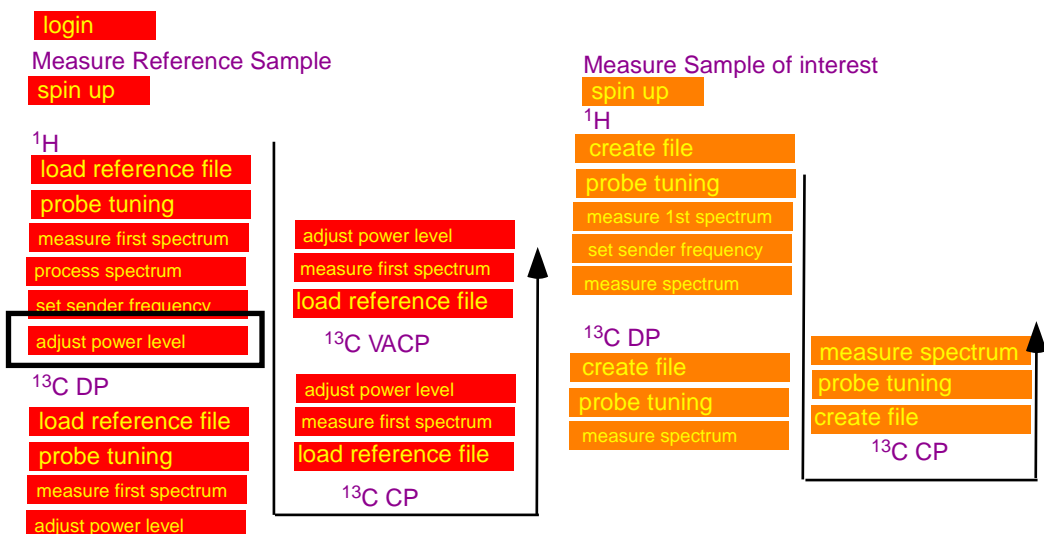 login
Measure Reference Sample
spin up
¹H
load reference file
probe tuning
measure first spectrum
process spectrum
set sender frequency
adjust power level
¹³C DP
load reference file
probe tuning
measure first spectrum
adjust power level
adjust power level
measure first spectrum
load reference file
¹³C VACP
adjust power level
measure first spectrum
load reference file
¹³C CP
Measure Sample of interest
spin up
¹H
create file
probe tuning
measure 1st spectrum
set sender frequency
measure spectrum
¹³C DP
create file
probe tuning
measure spectrum
measure spectrum
probe tuning
create file
¹³C CP